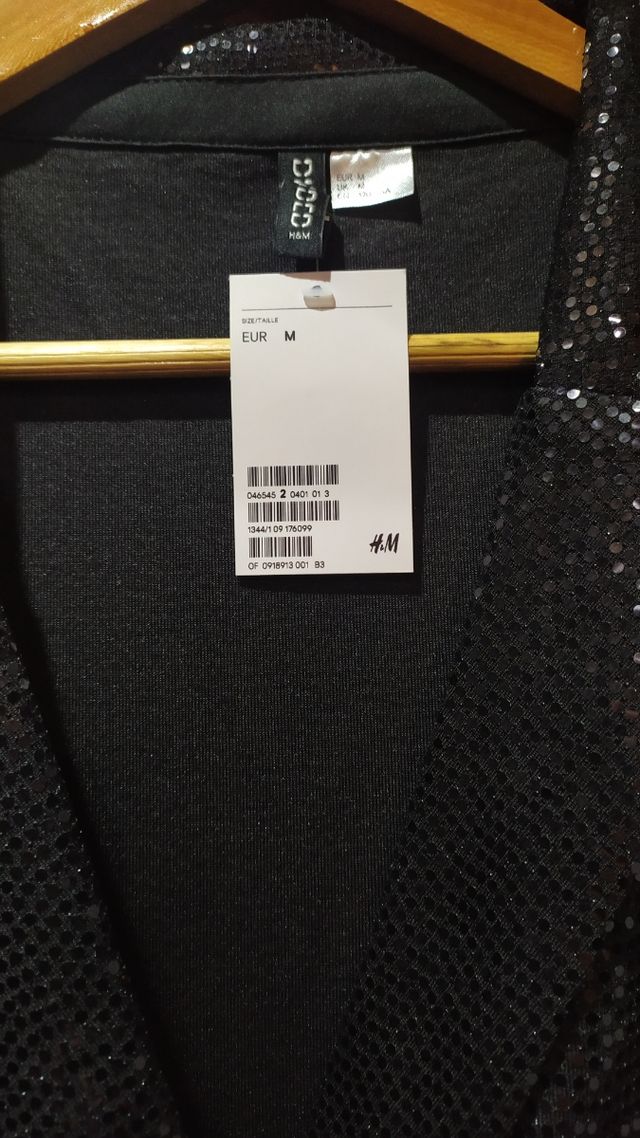 DIVIDED
H&M
EUR M
SIZE/TAILLE
EUR M
046545 2 0401 01 3
1344/1 09 176099
H&M
OF 0918913 001 B3